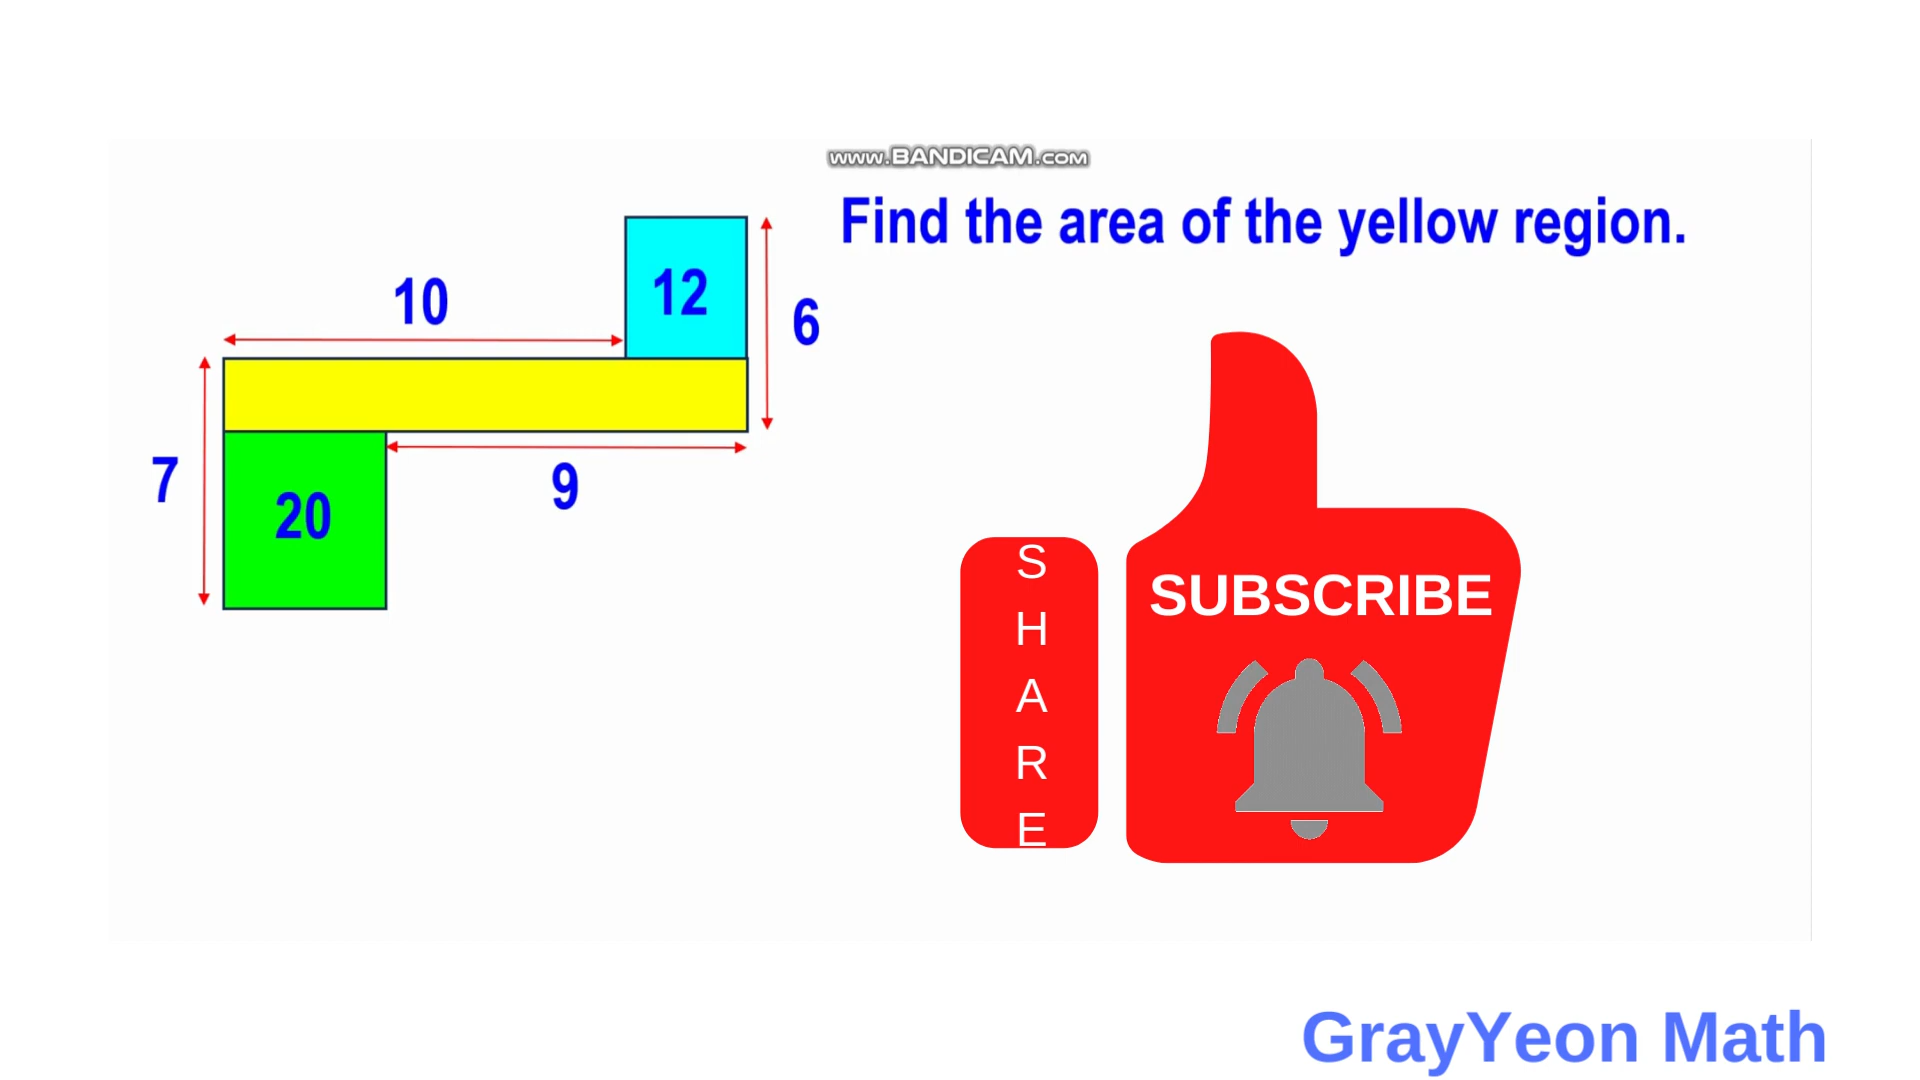 www.BANDICAM.com
Find the area of the yellow region.
12
10
6
7
9
20
S
H
A
R
E
SUBSCRIBE
GrayYeon Math